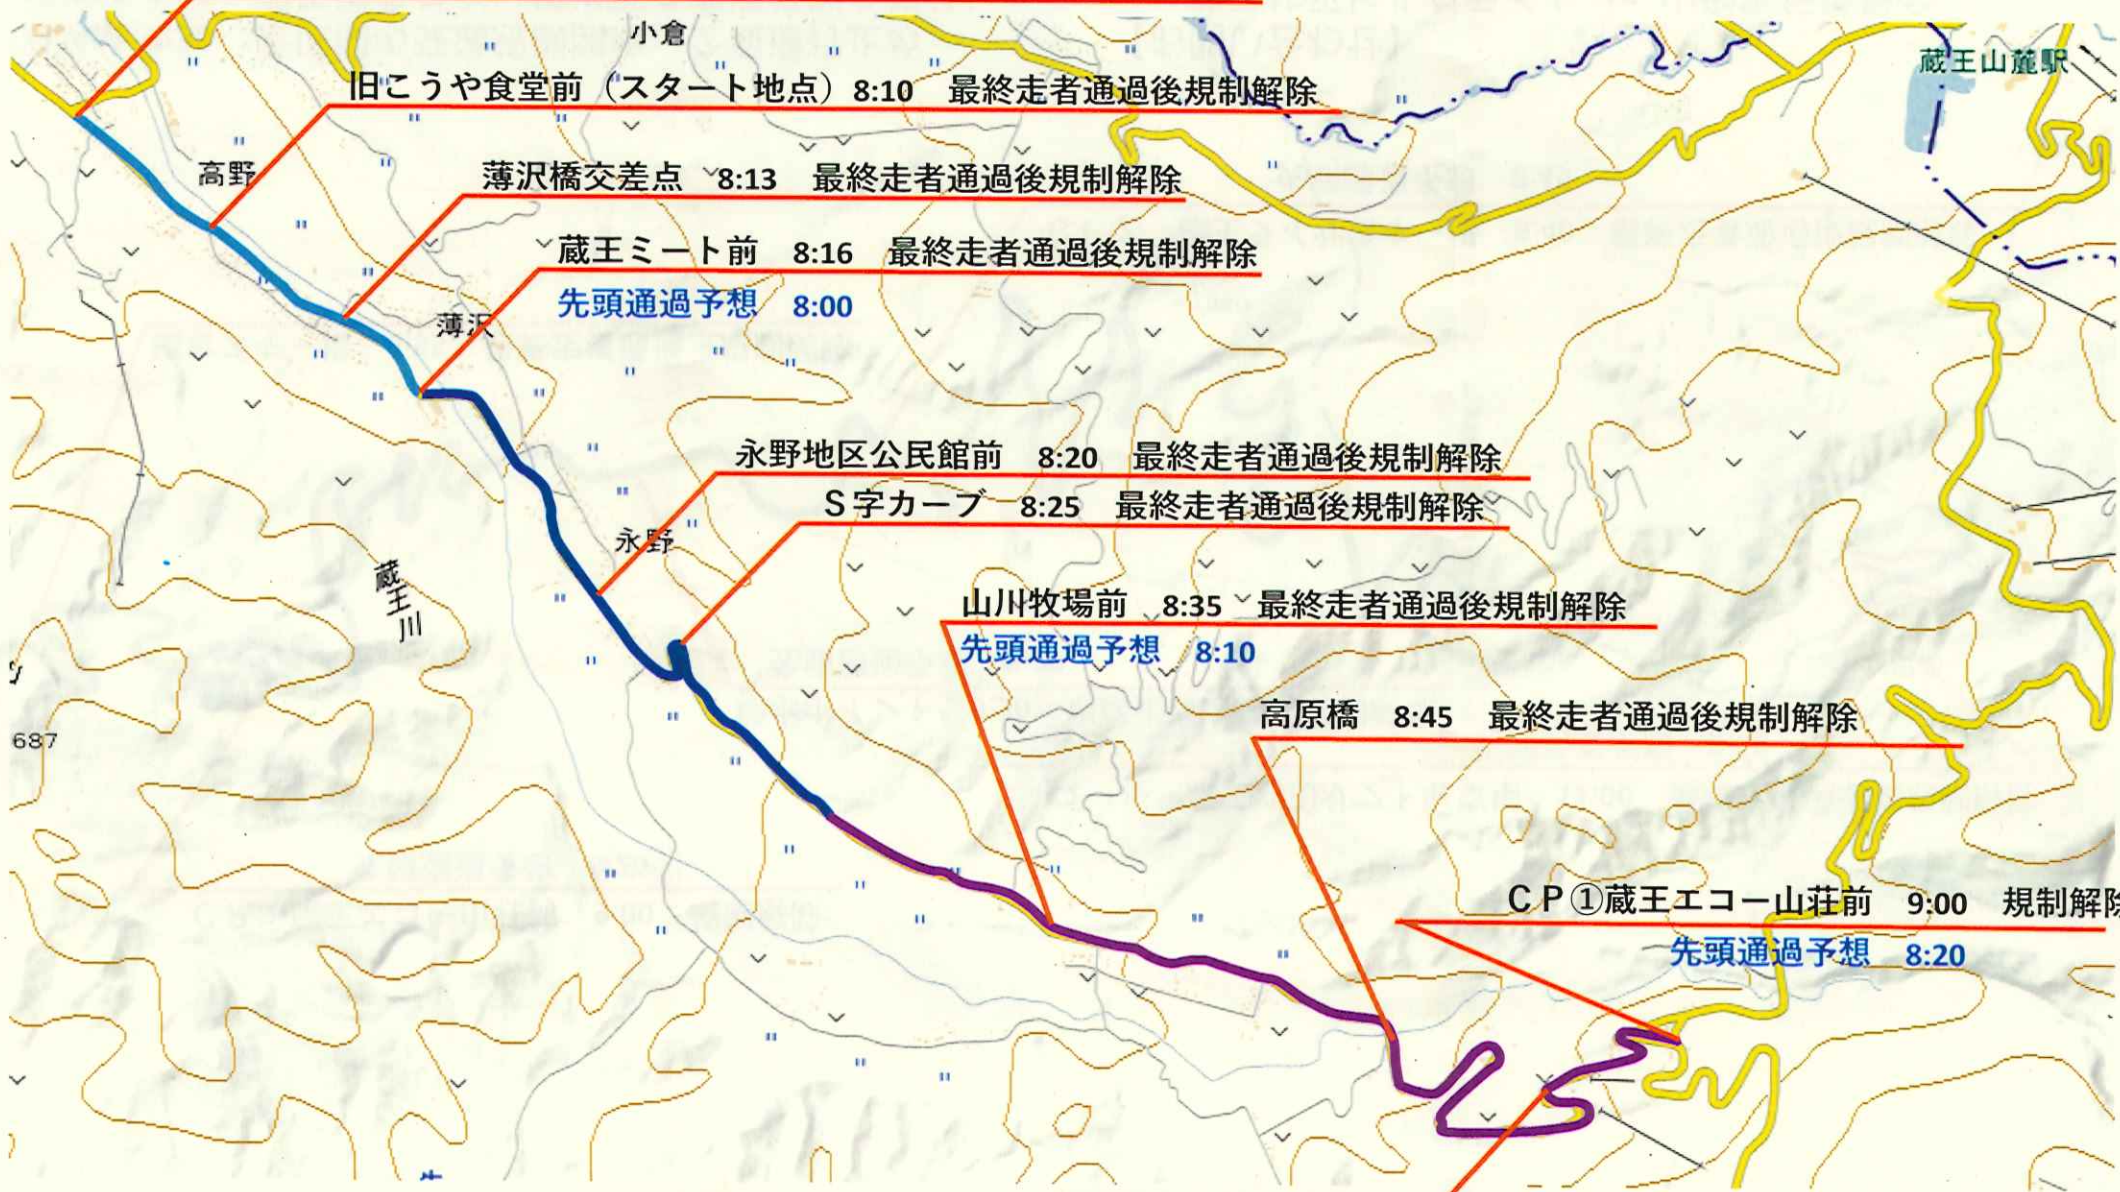 小倉
蔵王山麓駅
旧こうや食堂前（スタート地点）8:10　最終走者通過後規制解除
高野
薄沢橋交差点　8:13　最終走者通過後規制解除
蔵王ミート前　8:16　最終走者通過後規制解除
先頭通過予想　8:00
薄沢
永野地区公民館前　8:20　最終走者通過後規制解除
Ｓ字カーブ　8:25　最終走者通過後規制解除
永野
蔵王川
山川牧場前　8:35　最終走者通過後規制解除
先頭通過予想　8:10
高原橋　8:45　最終走者通過後規制解除
687
ＣＰ①蔵王エコー山荘前　9:00　規制解除
先頭通過予想　8:20